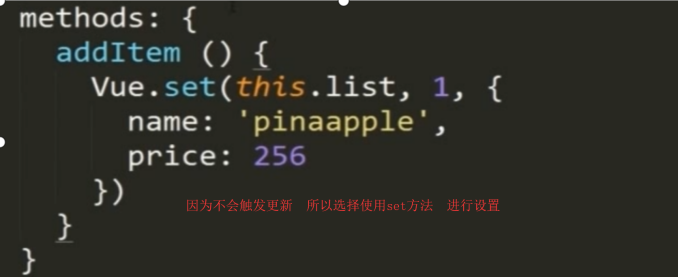 methods: {
addItem () {
Vue.set(this.list, 1, {
name: 'pinaapple',
price: 256
})
因为不会触发更新 所以选择使用set方法 进行设置
}
}